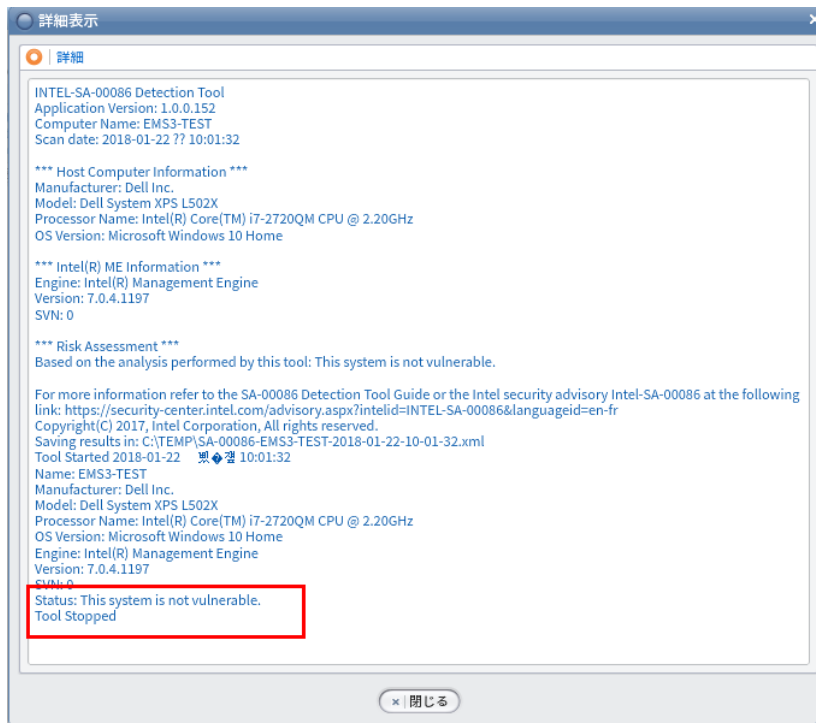 詳細表示
詳細
INTEL-SA-00086 Detection Tool
Application Version: 1.0.0.152
Computer Name: EMS3-TEST
Scan date: 2018-01-22 ?? 10:01:32
*** Host Computer Information ***
Manufacturer: Dell Inc.
Model: Dell System XPS L502X
Processor Name: Intel(R) Core(TM) i7-2720QM CPU @ 2.20GHz
OS Version: Microsoft Windows 10 Home
*** Intel(R) ME Information ***
Engine: Intel(R) Management Engine
Version: 7.0.4.1197
SVN: 0
*** Risk Assessment ***
Based on the analysis performed by this tool: This system is not vulnerable.
For more information refer to the SA-00086 Detection Tool Guide or the Intel security advisory Intel-SA-00086 at the following
link: https://security-center.intel.com/advisory.aspx?intelid=INTEL-SA-00086&languageid=en-fr
Copyright(C) 2017, Intel Corporation, All rights reserved.
Saving results in: C:\TEMP\SA-00086-EMS3-TEST-2018-01-22-10-01-32.xml
Tool Started 2018-01-22 10:01:32
Name: EMS3-TEST
Manufacturer: Dell Inc.
Model: Dell System XPS L502X
Processor Name: Intel(R) Core(TM) i7-2720QM CPU @ 2.20GHz
OS Version: Microsoft Windows 10 Home
Engine: Intel(R) Management Engine
Version: 7.0.4.1197
SVN: 0
Status: This system is not vulnerable.
Tool Stopped
閉じる